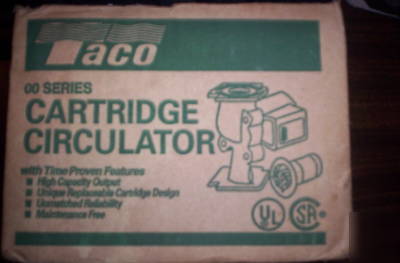 Taco
00 SERIES
CARTRIDGE
CIRCULATOR
with Time Proven Features
High Capacity Output
Unique Replaceable Cartridge Design
Unmatched Reliability
Maintenance Free
UL
SA